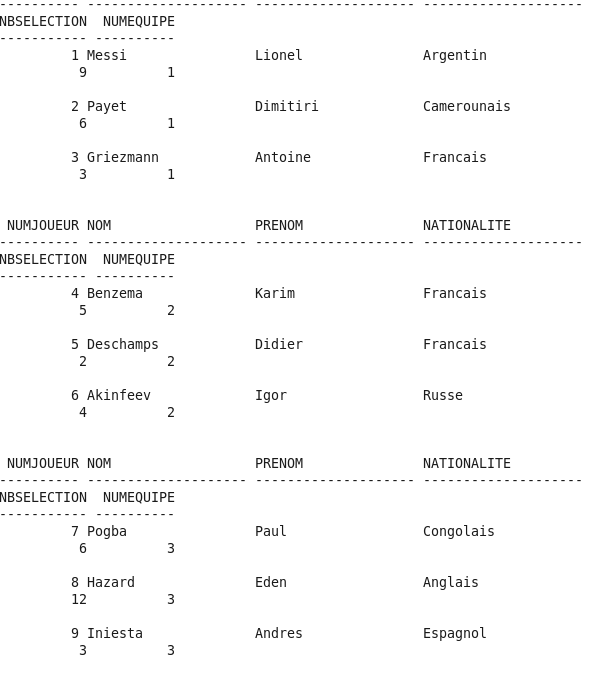 ---------- -------------------- -------------------- --------------------
NBSELECTION  NUMEQUIPE
----------- ----------
         1 Messi                Lionel               Argentin
          9          1

         2 Payet                Dimitiri             Camerounais
          6          1

         3 Griezmann            Antoine              Francais
          3          1


 NUMJOUEUR NOM                  PRENOM               NATIONALITE
---------- -------------------- -------------------- --------------------
NBSELECTION  NUMEQUIPE
----------- ----------
         4 Benzema              Karim                Francais
          5          2

         5 Deschamps            Didier               Francais
          2          2

         6 Akinfeev             Igor                 Russe
          4          2


 NUMJOUEUR NOM                  PRENOM               NATIONALITE
---------- -------------------- -------------------- --------------------
NBSELECTION  NUMEQUIPE
----------- ----------
         7 Pogba                Paul                 Congolais
          6          3

         8 Hazard               Eden                 Anglais
         12          3

         9 Iniesta              Andres               Espagnol
          3          3